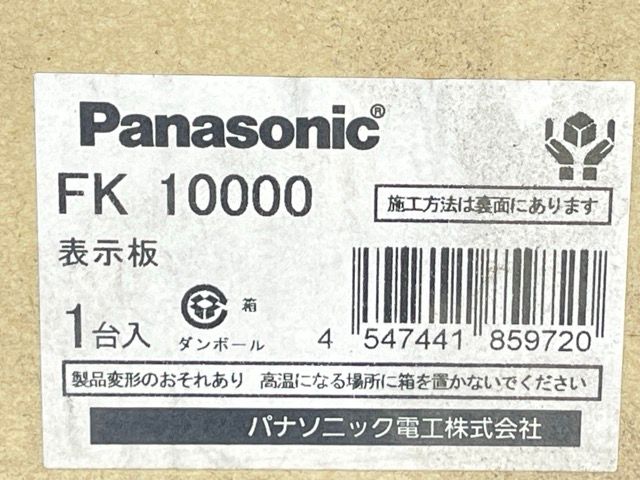 Panasonic®
FK 10000
施工方法は裏面にあります
表示板
1台入
箱
ダンボール
4 547441 859720
製品変形のおそれあり 高温になる場所に箱を置かないでください
パナソニック電工株式会社